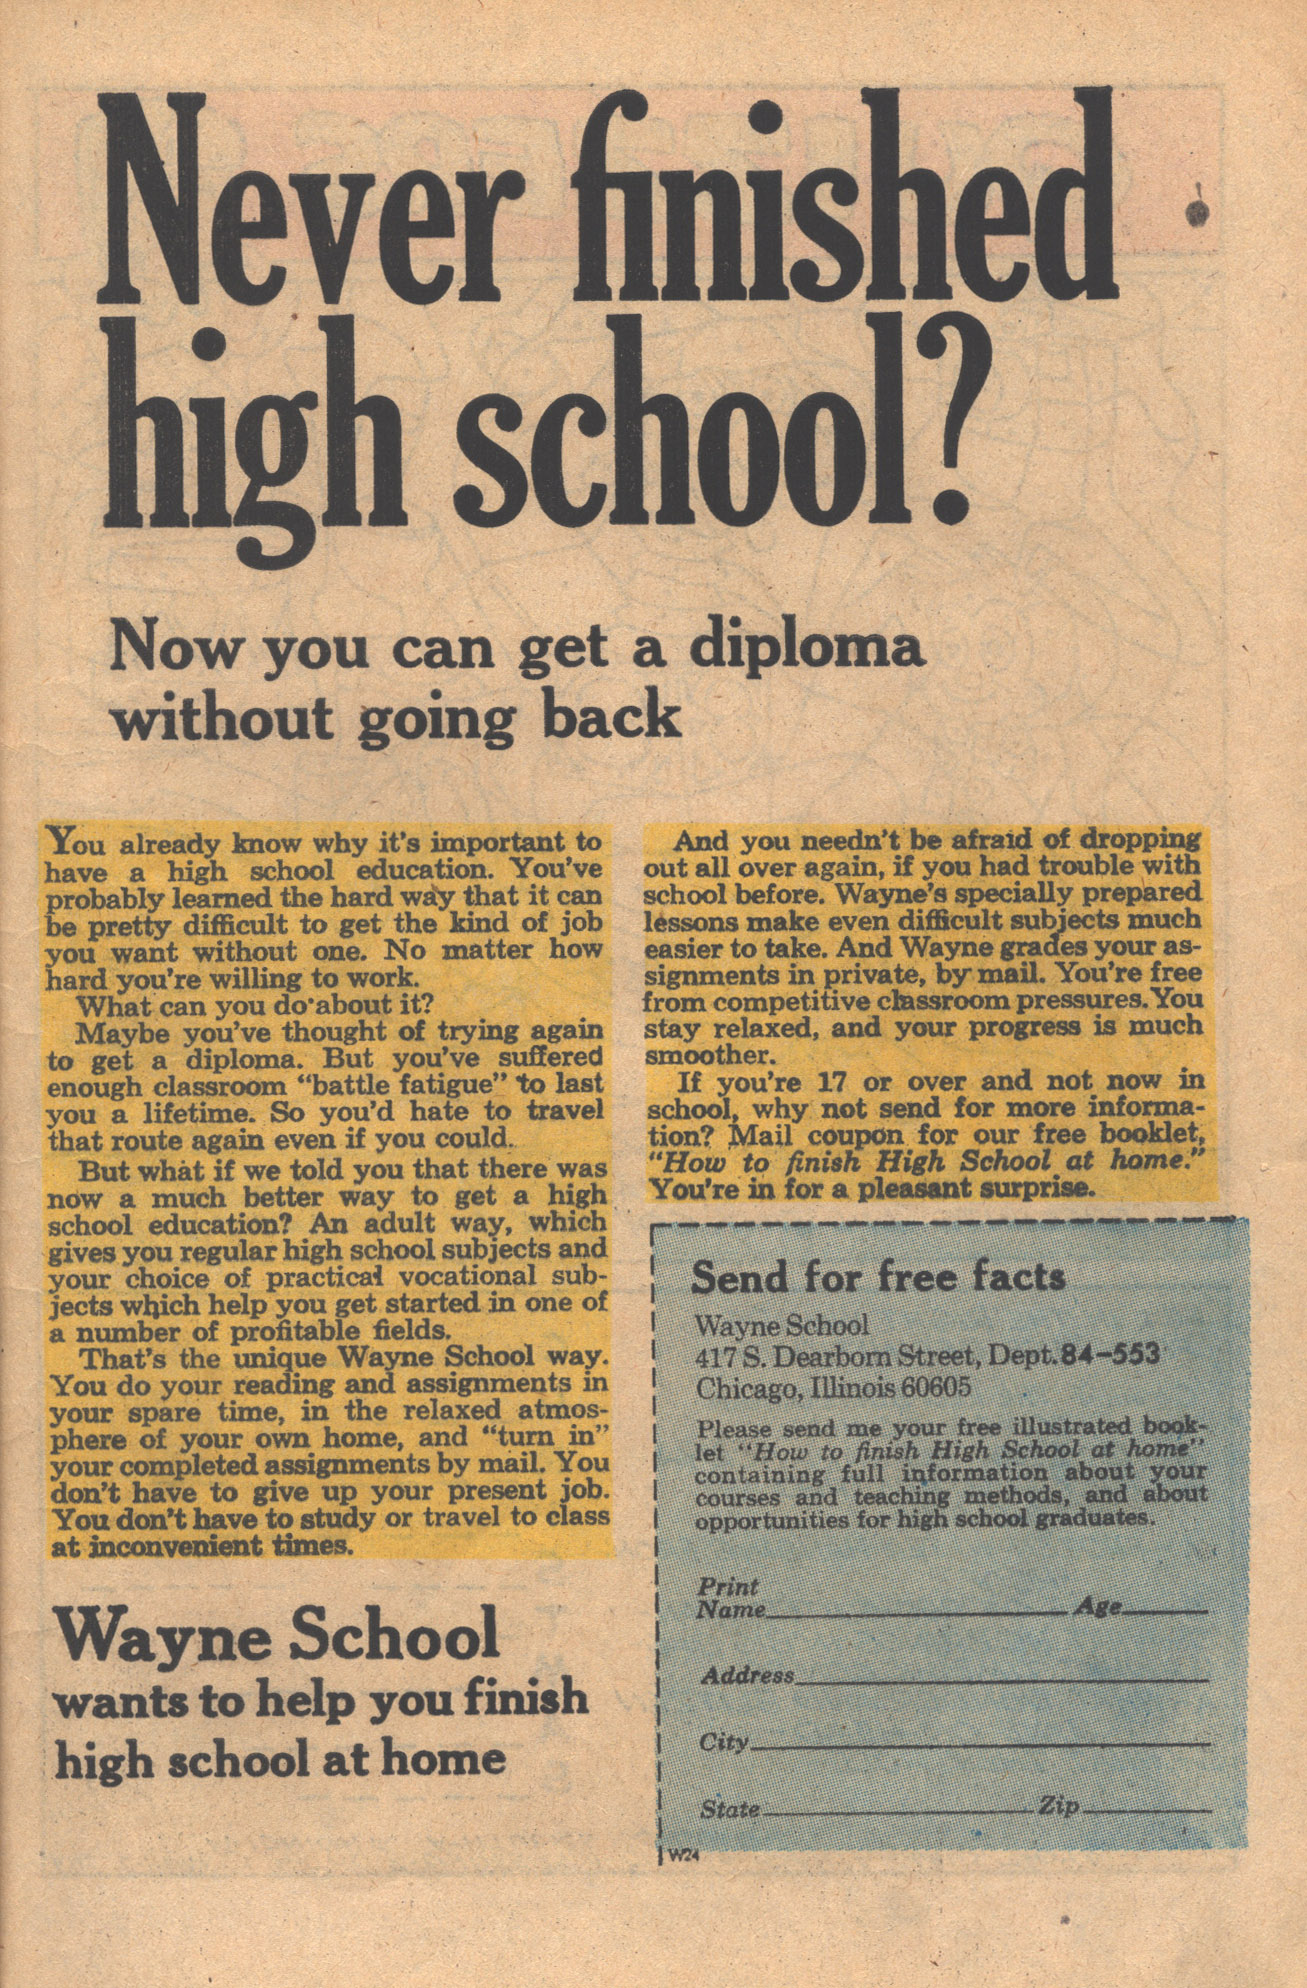 Never finished
high school?
Now you can get a diploma
without going back
You already know why it's important to
have a high school education. You've
probably learned the hard way that it can
be pretty difficult to get the kind of job
you want without one. No matter how
hard you're willing to work.
What can you do about it?
Maybe you've thought of trying again
to get a diploma. But you've suffered
enough classroom "battle fatigue" to last
you a lifetime. So you'd hate to travel
that route again even if you could.
But what if we told you that there was
now a much better way to get a high
school education? An adult way, which
gives you regular high school subjects and
your choice of practical vocational sub-
jects which help you get started in one of
a number of profitable fields.
That's the unique Wayne School way.
You do your reading and assignments in
your spare time, in the relaxed atmos-
phere of your own home, and "turn in"
your completed assignments by mail. You
don't have to give up your present job.
You don't have to study or travel to class
at inconvenient times.
Wayne School
wants to help you finish
high school at home
And you needn't be afraid of dropping
out all over again, if you had trouble with
school before. Wayne's specially prepared
lessons make even difficult subjects much
easier to take. And Wayne grades your as-
signments in private, by mail. You're free
from competitive classroom pressures. You
stay relaxed, and your progress is much
smoother.
If you're 17 or over and not now in
school, why not send for more informa-
tion? Mail coupon for our free booklet,
"How to finish High School at home."
You're in for a pleasant surprise.
Send for free facts
Wayne School
417 S. Dearborn Street, Dept. 84-553
Chicago, Illinois 60605
Please send me your free illustrated book-
let "How to finish High School at home"
containing full information about your
courses and teaching methods, and about
opportunities for high school graduates.
Print
Name Age
Address
City
State Zip
W24